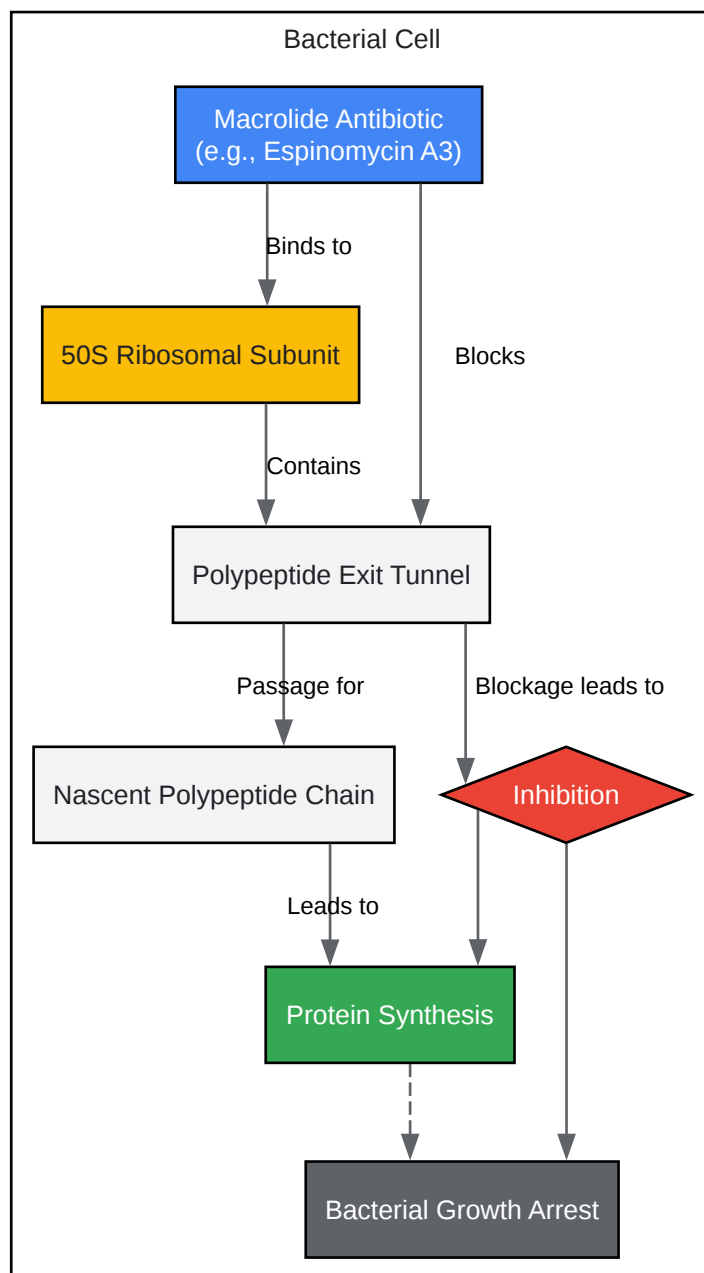 Bacterial Cell
Macrolide Antibiotic
(e.g., Espinomycin A3)
Binds to
50S Ribosomal Subunit
Blocks
Contains
Polypeptide Exit Tunnel
Passage for
Blockage leads to
Nascent Polypeptide Chain
Inhibition
Leads to
Protein Synthesis
Bacterial Growth Arrest